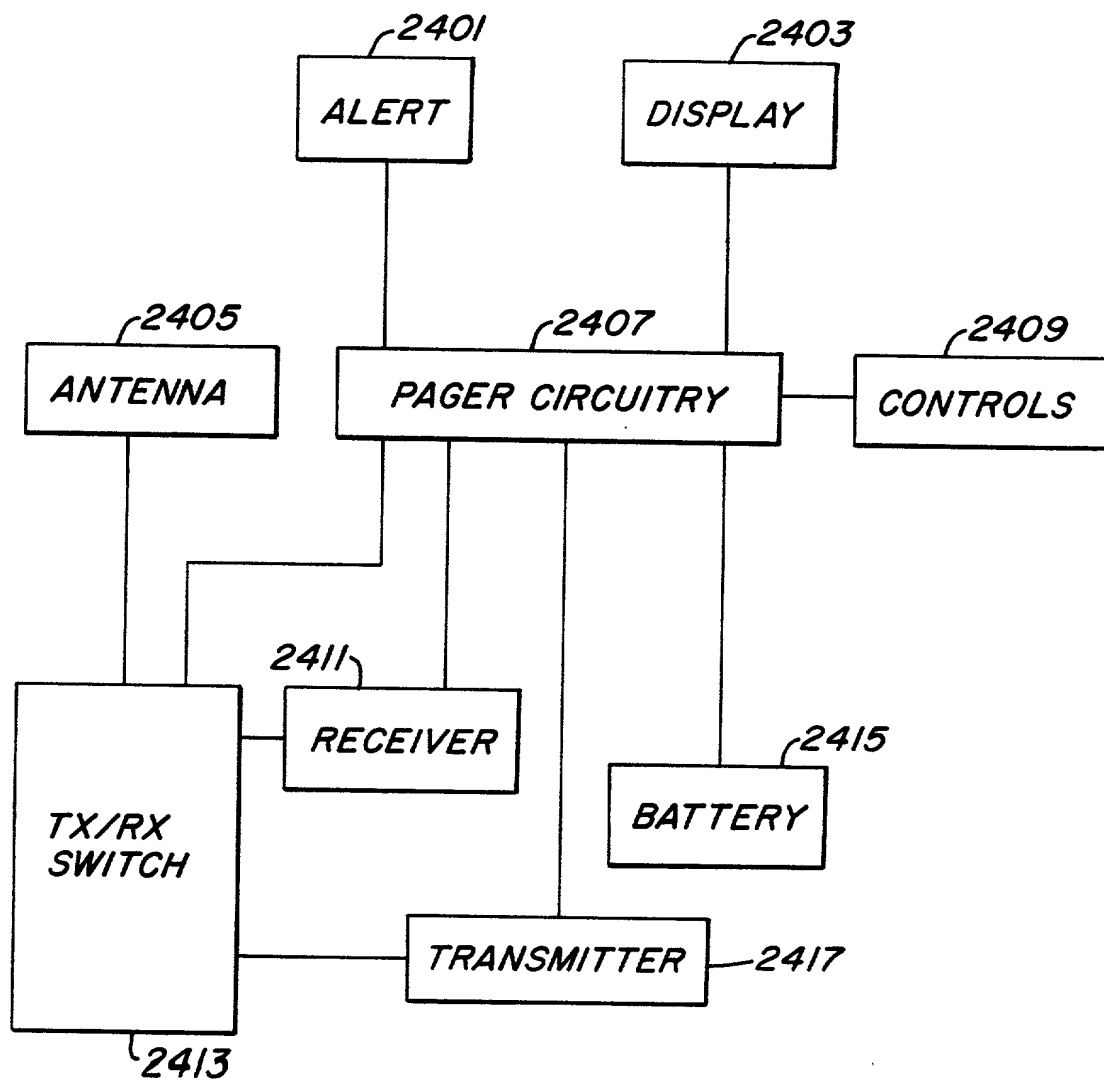 2401
2403
ALERT
DISPLAY
2405
2407
2409
ANTENNA
PAGER CIRCUITRY
CONTROLS
2411
RECEIVER
2415
TX/RX
SWITCH
BATTERY
TRANSMITTER
2417
2413